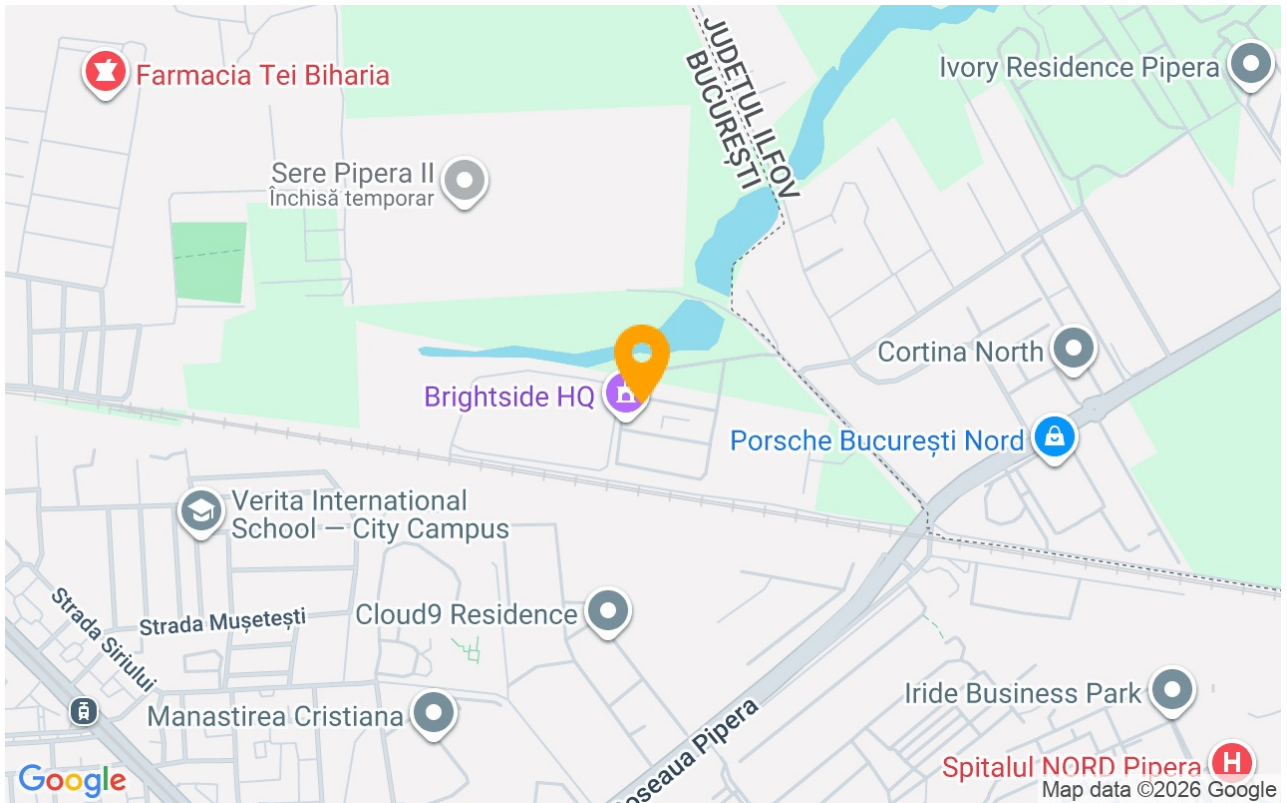 JUDEȚUL ILFOV
BUCUREȘTI
Ivory Residence Pipera
Farmacia Tei Biharia
Sere Pipera II
Închisă temporar
Cortina North
Brightside HQ
Porsche București Nord
Verita International
School — City Campus
Cloud9 Residence
Strada Mușetești
Strada Siriului
Iride Business Park
Manastirea Cristiana
Șoseaua Pipera
Spitalul NORD Pipera
H
Google
Map data ©2026 Google